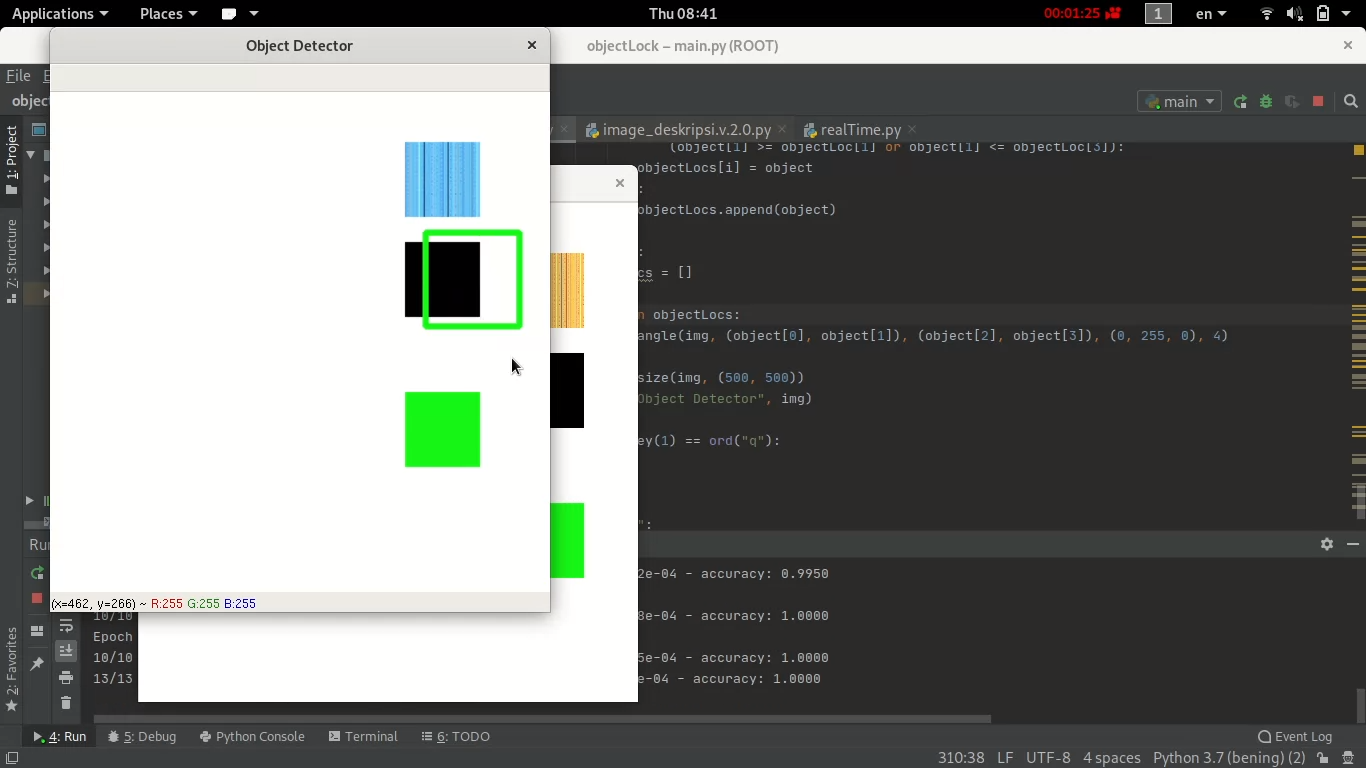 Applications Places Thu 08:41 00:01:25 1 en
Object Detector
objectLock – main.py (ROOT)
File
main
image_deskripsi.v.2.0.py realTime.py
(object[1] >= objectLoc[1] or object[1] <= objectLoc[3]):
objectLocs[i] = object
:
objectLocs.append(object)
:
cs = []
n objectLocs:
angle(img, (object[0], object[1]), (object[2], object[3]), (0, 255, 0), 4)
size(img, (500, 500))
Object Detector", img)
ey(1) == ord("q"):
":
1: Project
7: Structure
2: Favorites
(x=462, y=266) ~ R:255 G:255 B:255
2e-04 - accuracy: 0.9950
10/10 8e-04 - accuracy: 1.0000
Epoch
10/10 5e-04 - accuracy: 1.0000
13/13 e-04 - accuracy: 1.0000
4: Run 5: Debug Python Console Terminal 6: TODO Event Log
310:38 LF UTF-8 4 spaces Python 3.7 (bening) (2)